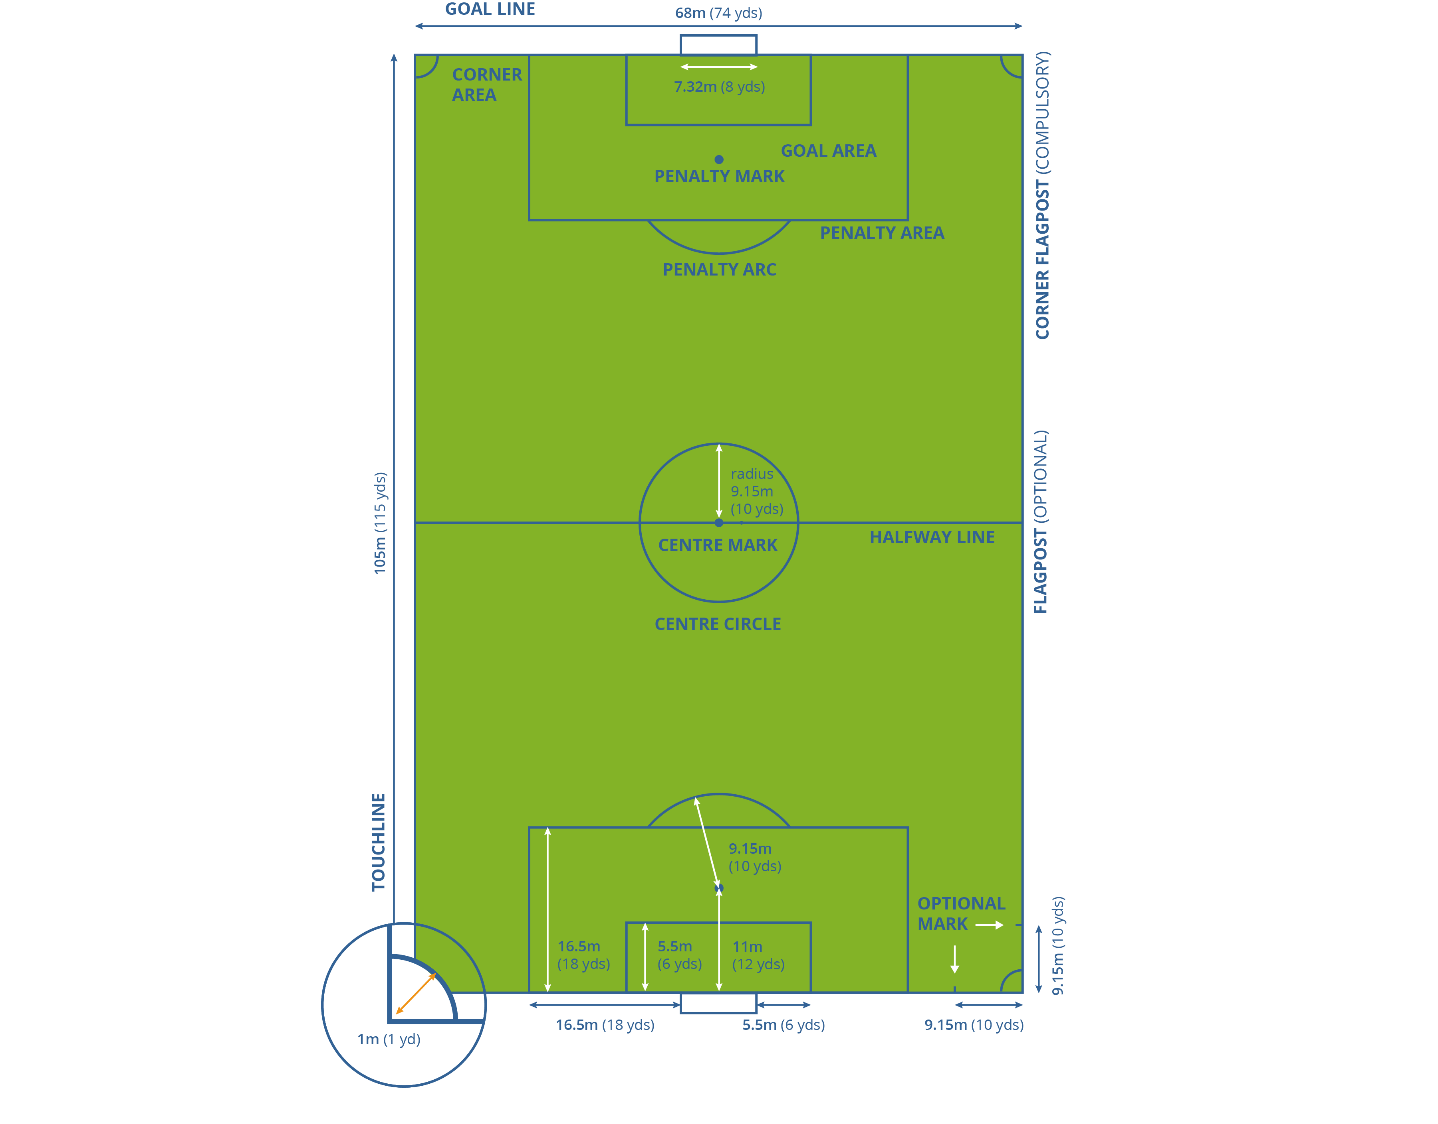 GOAL LINE
68m (74 yds)
7.32m (8 yds)
CORNER
AREA
GOAL AREA
PENALTY MARK
PENALTY AREA
PENALTY ARC
CORNER FLAGPOST (COMPULSORY)
radius
9.15m
(10 yds)
CENTRE MARK
HALFWAY LINE
105m (115 yds)
FLAGPOST (OPTIONAL)
CENTRE CIRCLE
TOUCHLINE
9.15m
(10 yds)
OPTIONAL
MARK
16.5m
(18 yds)
5.5m
(6 yds)
11m
(12 yds)
9.15m (10 yds)
16.5m (18 yds)
5.5m (6 yds)
9.15m (10 yds)
1m (1 yd)